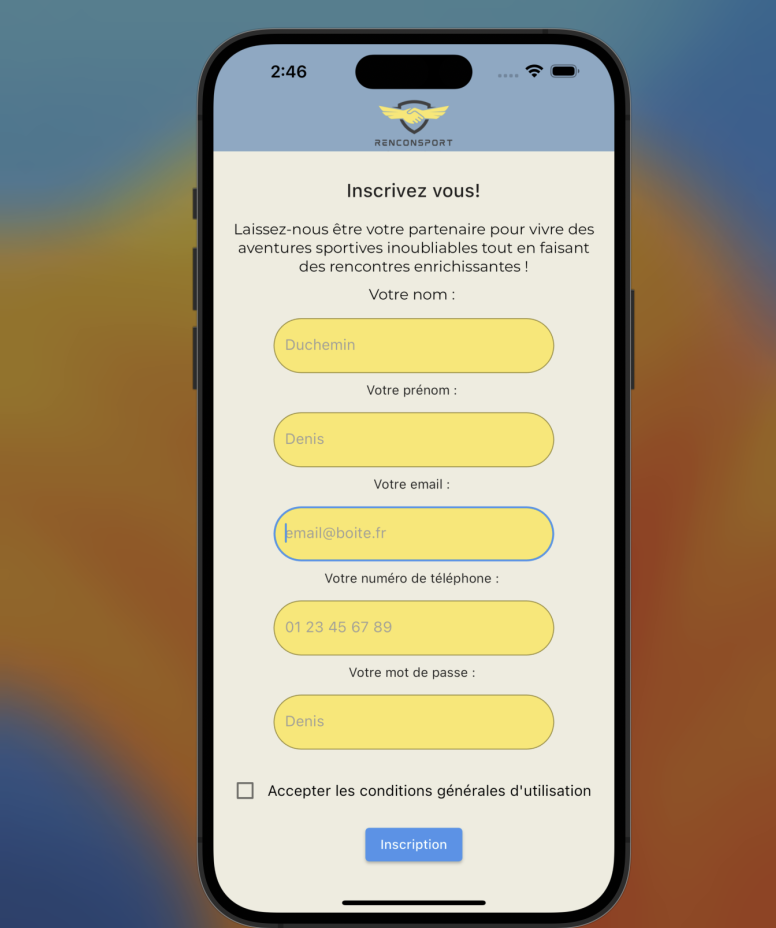 2:46
RENCONSPORT
Inscrivez vous!
Laissez-nous être votre partenaire pour vivre des
aventures sportives inoubliables tout en faisant
des rencontres enrichissantes !
Votre nom :
Duchemin
Votre prénom :
Denis
Votre email :
email@boite.fr
Votre numéro de téléphone :
01 23 45 67 89
Votre mot de passe :
Denis
Accepter les conditions générales d'utilisation
Inscription